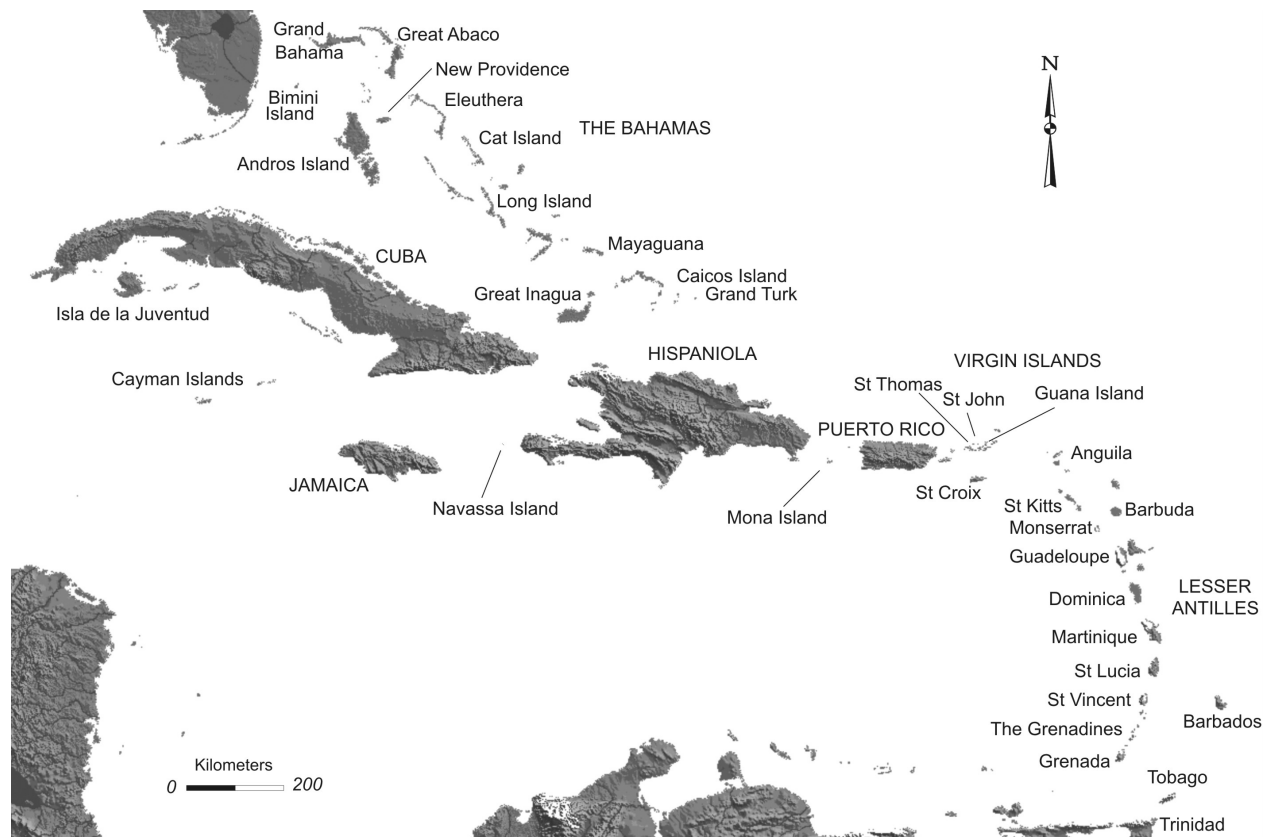 Grand
Bahama
Great Abaco
New Providence
Bimini
Island
Eleuthera
THE BAHAMAS
Cat Island
Andros Island
Long Island
N
CUBA
Mayaguana
Caicos Island
Grand Turk
Great Inagua
Isla de la Juventud
HISPANIOLA
VIRGIN ISLANDS
Cayman Islands
St Thomas
St John
Guana Island
PUERTO RICO
Anguila
JAMAICA
St Croix
Navassa Island
Mona Island
St Kitts
Barbuda
Monserrat
Guadeloupe
Dominica
LESSER
ANTILLES
Martinique
St Lucia
St Vincent
Barbados
The Grenadines
Grenada
Kilometers
0 200
Tobago
Trinidad